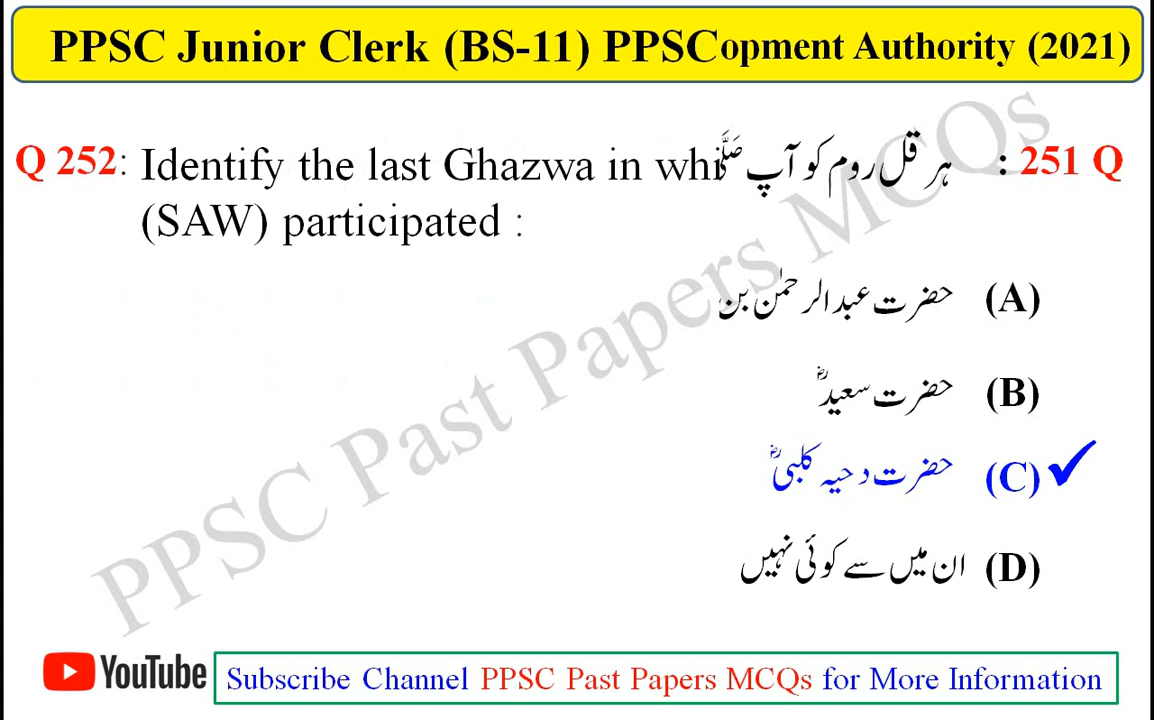 PPSC Junior Clerk (BS-11) PPSCopment Authority (2021)
Q 252: Identify the last Ghazwa in whi
(SAW) participated :
251 Q : ہر قل روم کو آپ ﷺ
(A) حضرت عبدالرحمٰن بن
(B) حضرت سعیدؓ
(C) حضرت دحیہ کلبیؓ
(D) ان میں سے کوئی نہیں
PPSC Past Papers MCQs
YouTube
Subscribe Channel PPSC Past Papers MCQs for More Information